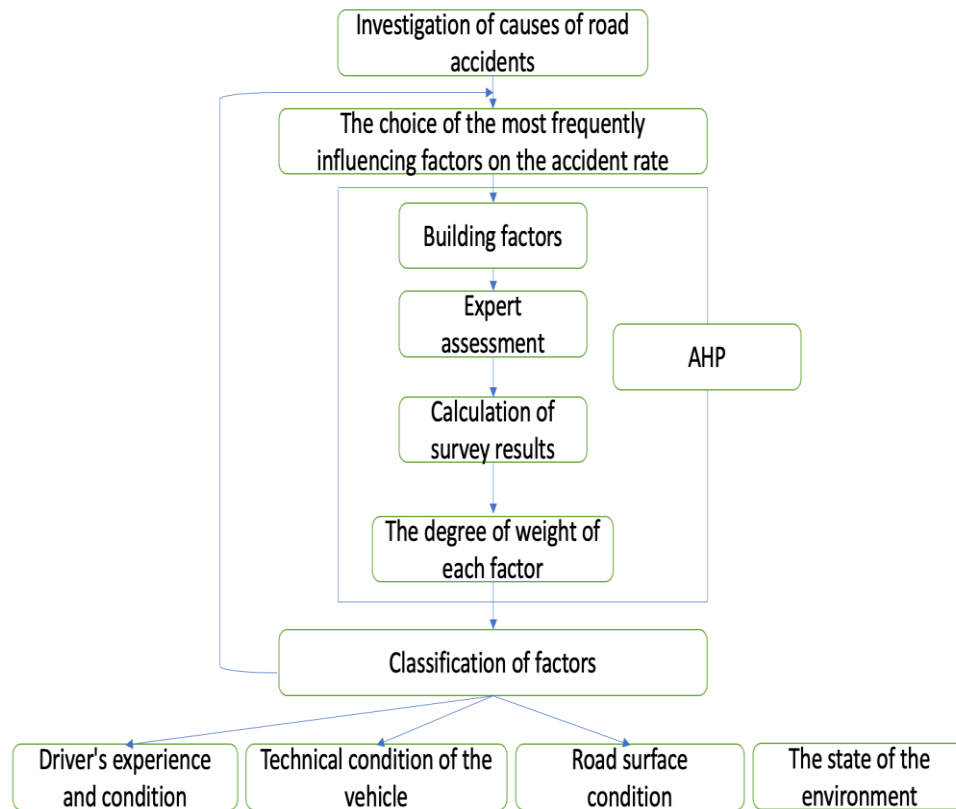 Investigation of causes of road
accidents
The choice of the most frequently
influencing factors on the accident rate
Building factors
Expert
assessment
AHP
Calculation of
survey results
The degree of weight of
each factor
Classification of factors
Driver's experience
and condition
Technical condition of the
vehicle
Road surface
condition
The state of the
environment